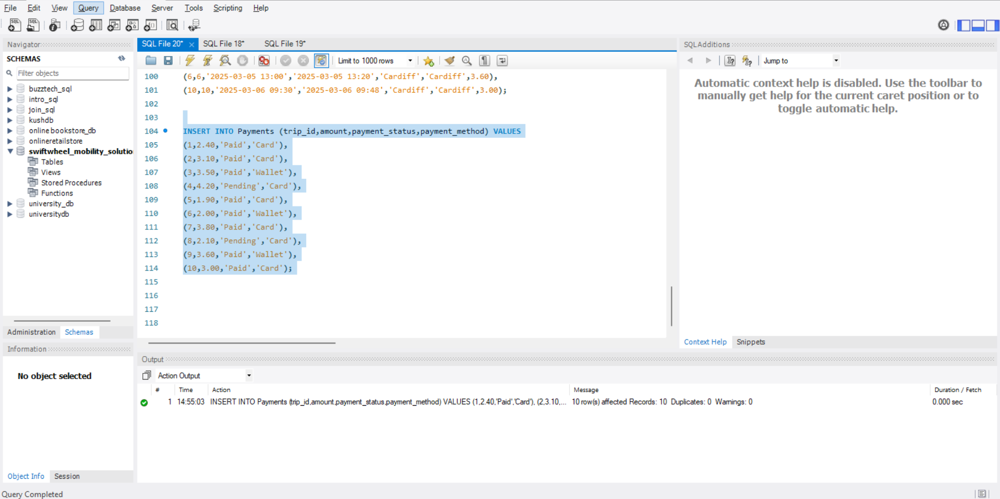 File Edit View Query Database Server Tools Scripting Help
Navigator
SCHEMAS
Filter objects
buzztech_sql
intro_sql
join_sql
kushdb
online bookstore_db
onlineretailstore
swiftwheel_mobility_solutio
Tables
Views
Stored Procedures
Functions
university_db
universitydb
Administration Schemas
Information
No object selected
Object Info Session
SQL File 20* SQL File 18* SQL File 19*
Limit to 1000 rows
100 (6,6,'2025-03-05 13:00','2025-03-05 13:20','Cardiff','Cardiff',3.60),
101 (10,10,'2025-03-06 09:30','2025-03-06 09:48','Cardiff','Cardiff',3.00);
102
103
104 INSERT INTO Payments (trip_id,amount,payment_status,payment_method) VALUES
105 (1,2.40,'Paid','Card'),
106 (2,3.10,'Paid','Card'),
107 (3,3.50,'Paid','Wallet'),
108 (4,4.20,'Pending','Card'),
109 (5,1.90,'Paid','Card'),
110 (6,2.00,'Paid','Wallet'),
111 (7,3.80,'Paid','Card'),
112 (8,2.10,'Pending','Card'),
113 (9,3.60,'Paid','Wallet'),
114 (10,3.00,'Paid','Card');
115
116
117
118
SQLAdditions
Jump to
Automatic context help is disabled. Use the toolbar to
manually get help for the current caret position or to
toggle automatic help.
Context Help Snippets
Output
Action Output
# Time Action Message Duration / Fetch
1 14:55:03 INSERT INTO Payments (trip_id,amount,payment_status,payment_method) VALUES (1,2.40,'Paid','Card'), (2,3.10,... 10 row(s) affected Records: 10 Duplicates: 0 Warnings: 0 0.000 sec
Query Completed